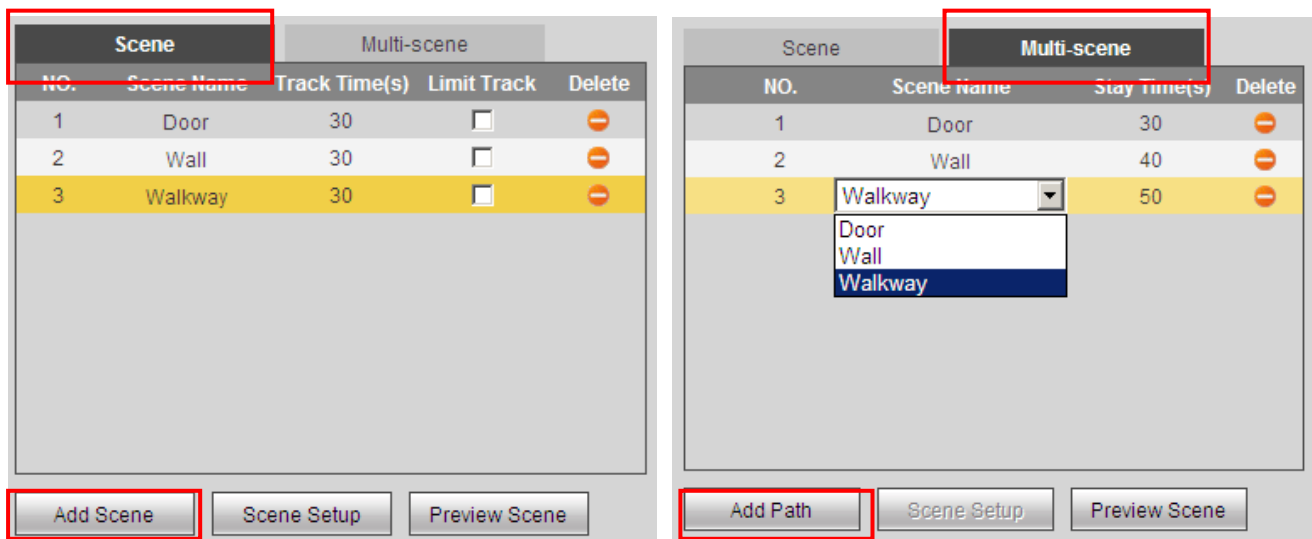 Scene Multi-scene
NO. Scene Name Track Time(s) Limit Track Delete
1 Door 30
2 Wall 30
3 Walkway 30
Add Scene Scene Setup Preview Scene
Scene Multi-scene
NO. Scene Name Stay Time(s) Delete
1 Door 30
2 Wall 40
3 Walkway 50
Door
Wall
Walkway
Add Path Scene Setup Preview Scene